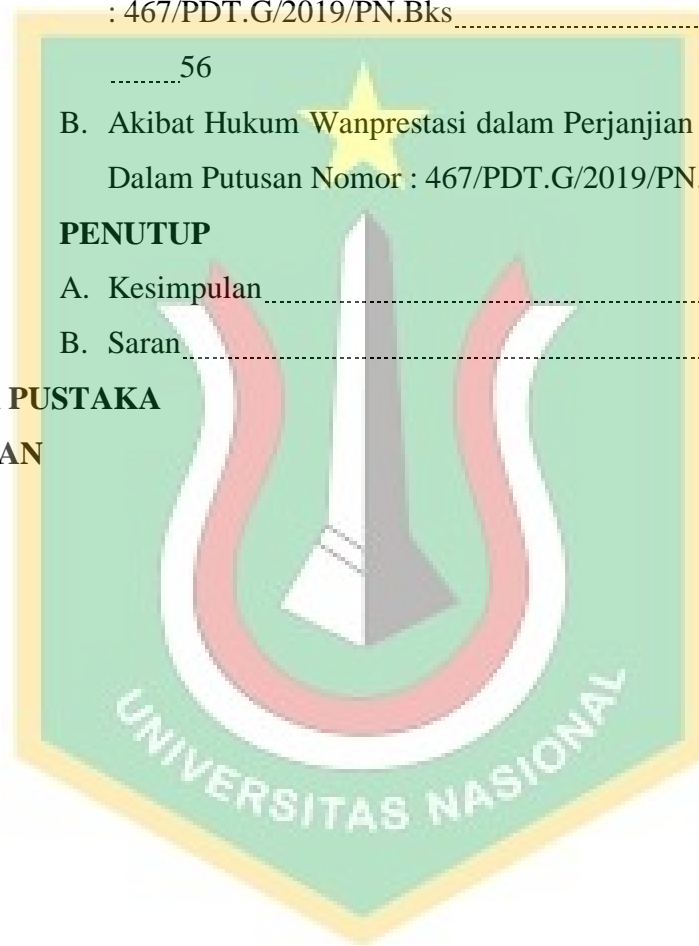 : 467/PDT.G/2019/PN.Bks
56
B. Akibat Hukum Wanprestasi dalam Perjanjian
Dalam Putusan Nomor : 467/PDT.G/2019/PN.
PENUTUP
A. Kesimpulan
B. Saran
PUSTAKA
AN
UNIVERSITAS NASIONAL